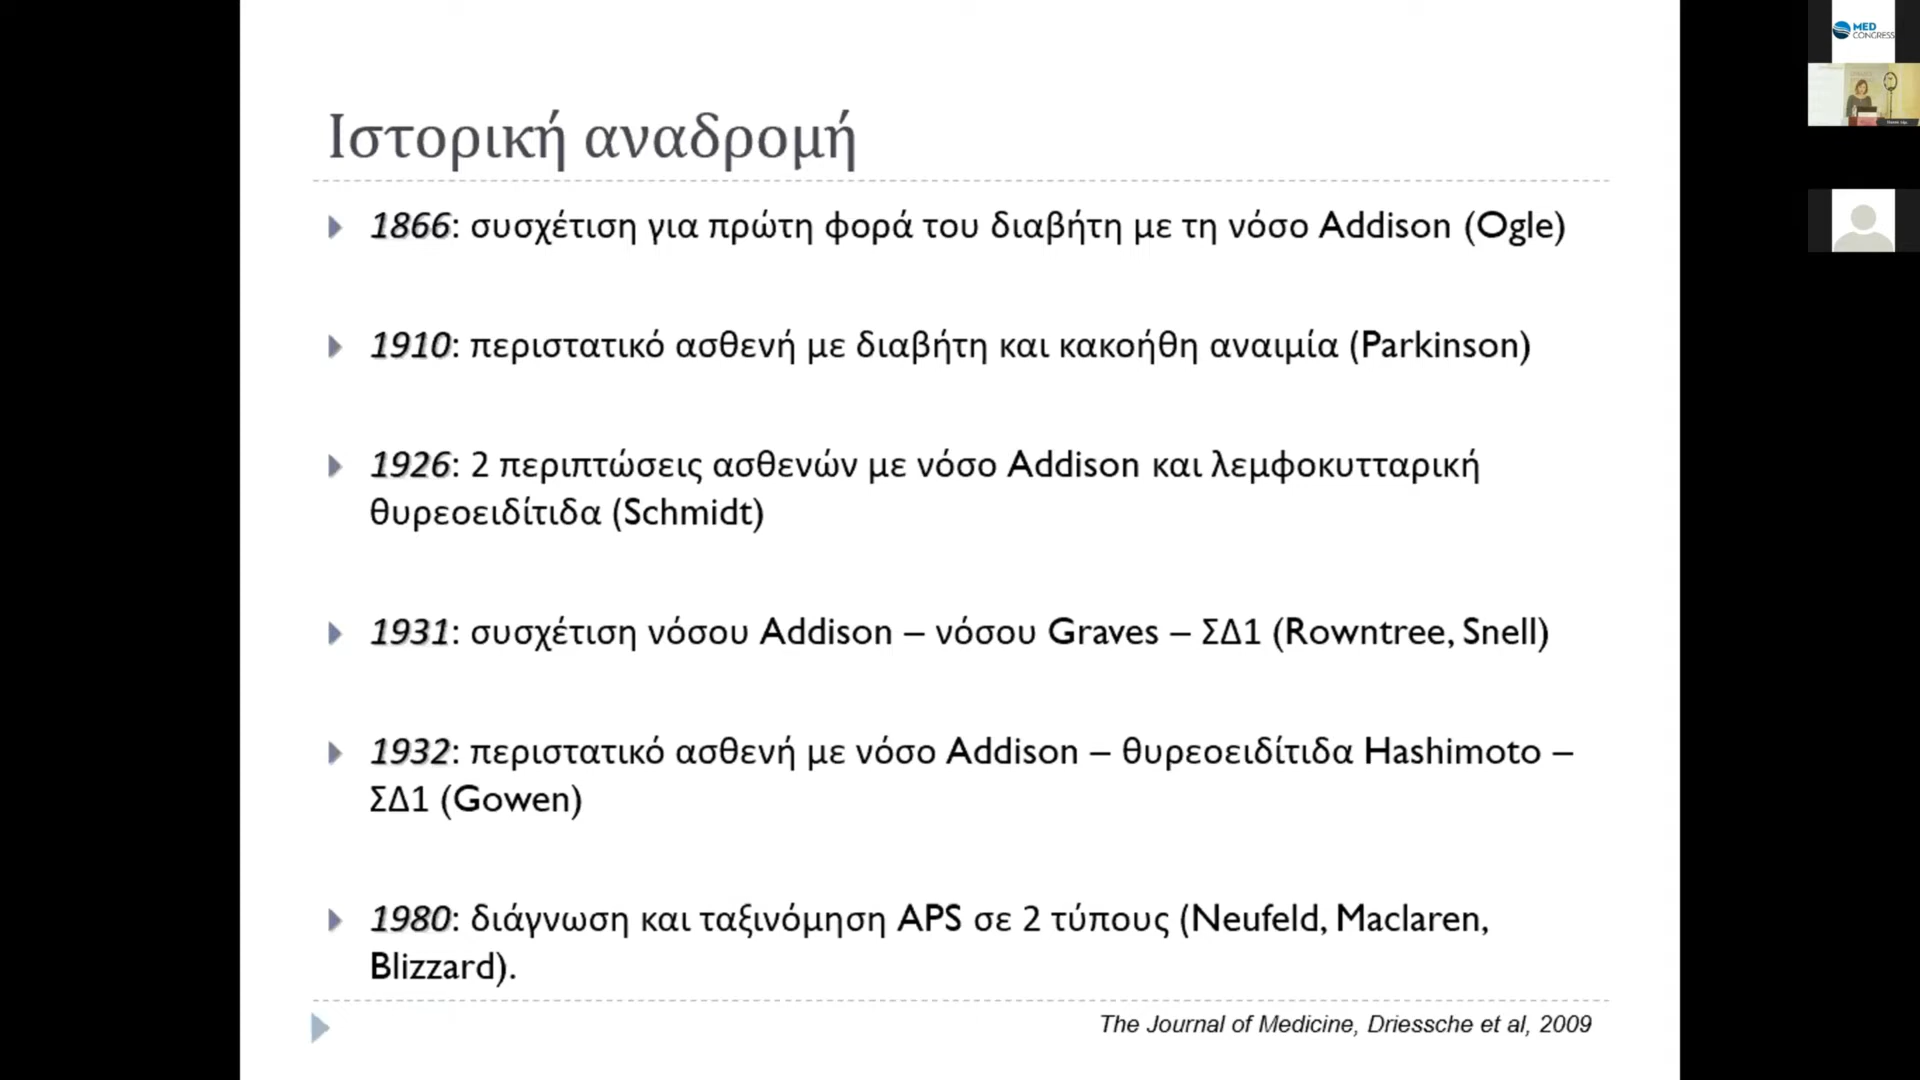 MED
CONGRESS
Ιστορική αναδρομή
1866: συσχέτιση για πρώτη φορά του διαβήτη με τη νόσο Addison (Ogle)
1910: περιστατικό ασθενή με διαβήτη και κακοήθη αναιμία (Parkinson)
1926: 2 περιπτώσεις ασθενών με νόσο Addison και λεμφοκυτταρική
θυρεοειδίτιδα (Schmidt)
1931: συσχέτιση νόσου Addison – νόσου Graves – ΣΔ1 (Rowntree, Snell)
1932: περιστατικό ασθενή με νόσο Addison – θυρεοειδίτιδα Hashimoto –
ΣΔ1 (Gowen)
1980: διάγνωση και ταξινόμηση APS σε 2 τύπους (Neufeld, Maclaren,
Blizzard).
The Journal of Medicine, Driessche et al, 2009